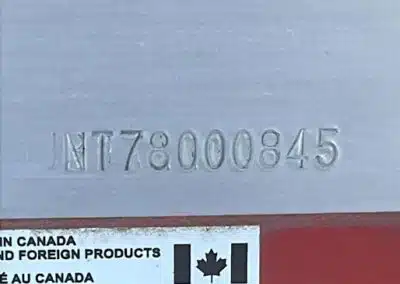 NT78000845
IN CANADA
ND FOREIGN PRODUCTS
É AU CANADA